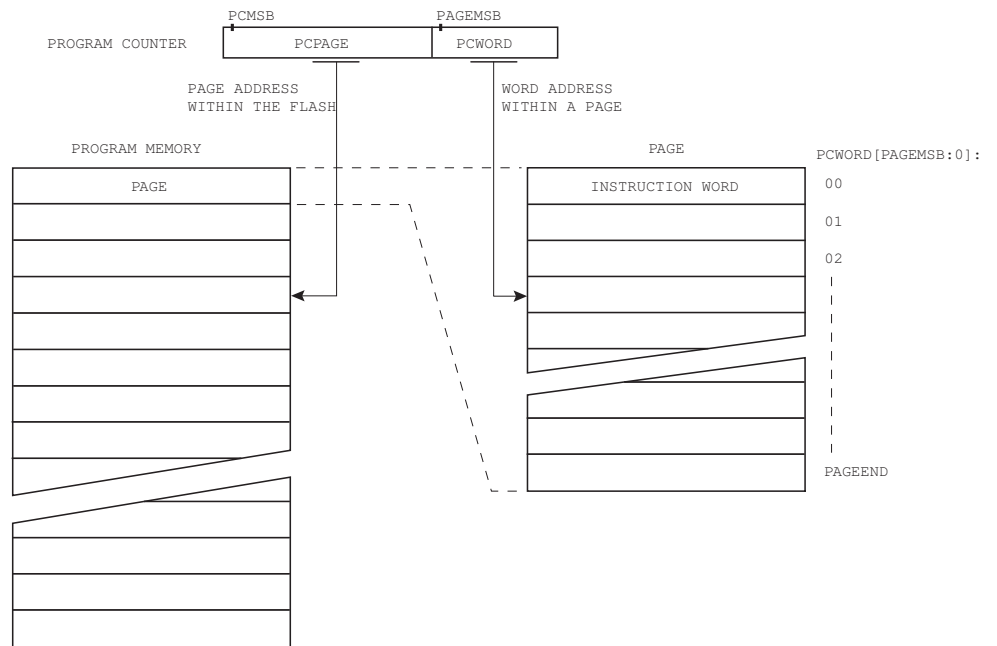 PCMSB
PAGEMSB
PROGRAM COUNTER
PCPAGE
PCWORD
PAGE ADDRESS
WITHIN THE FLASH
WORD ADDRESS
WITHIN A PAGE
PROGRAM MEMORY
PAGE
PCWORD[PAGEMSB:0]:
PAGE
INSTRUCTION WORD
00
01
02
PAGEEND